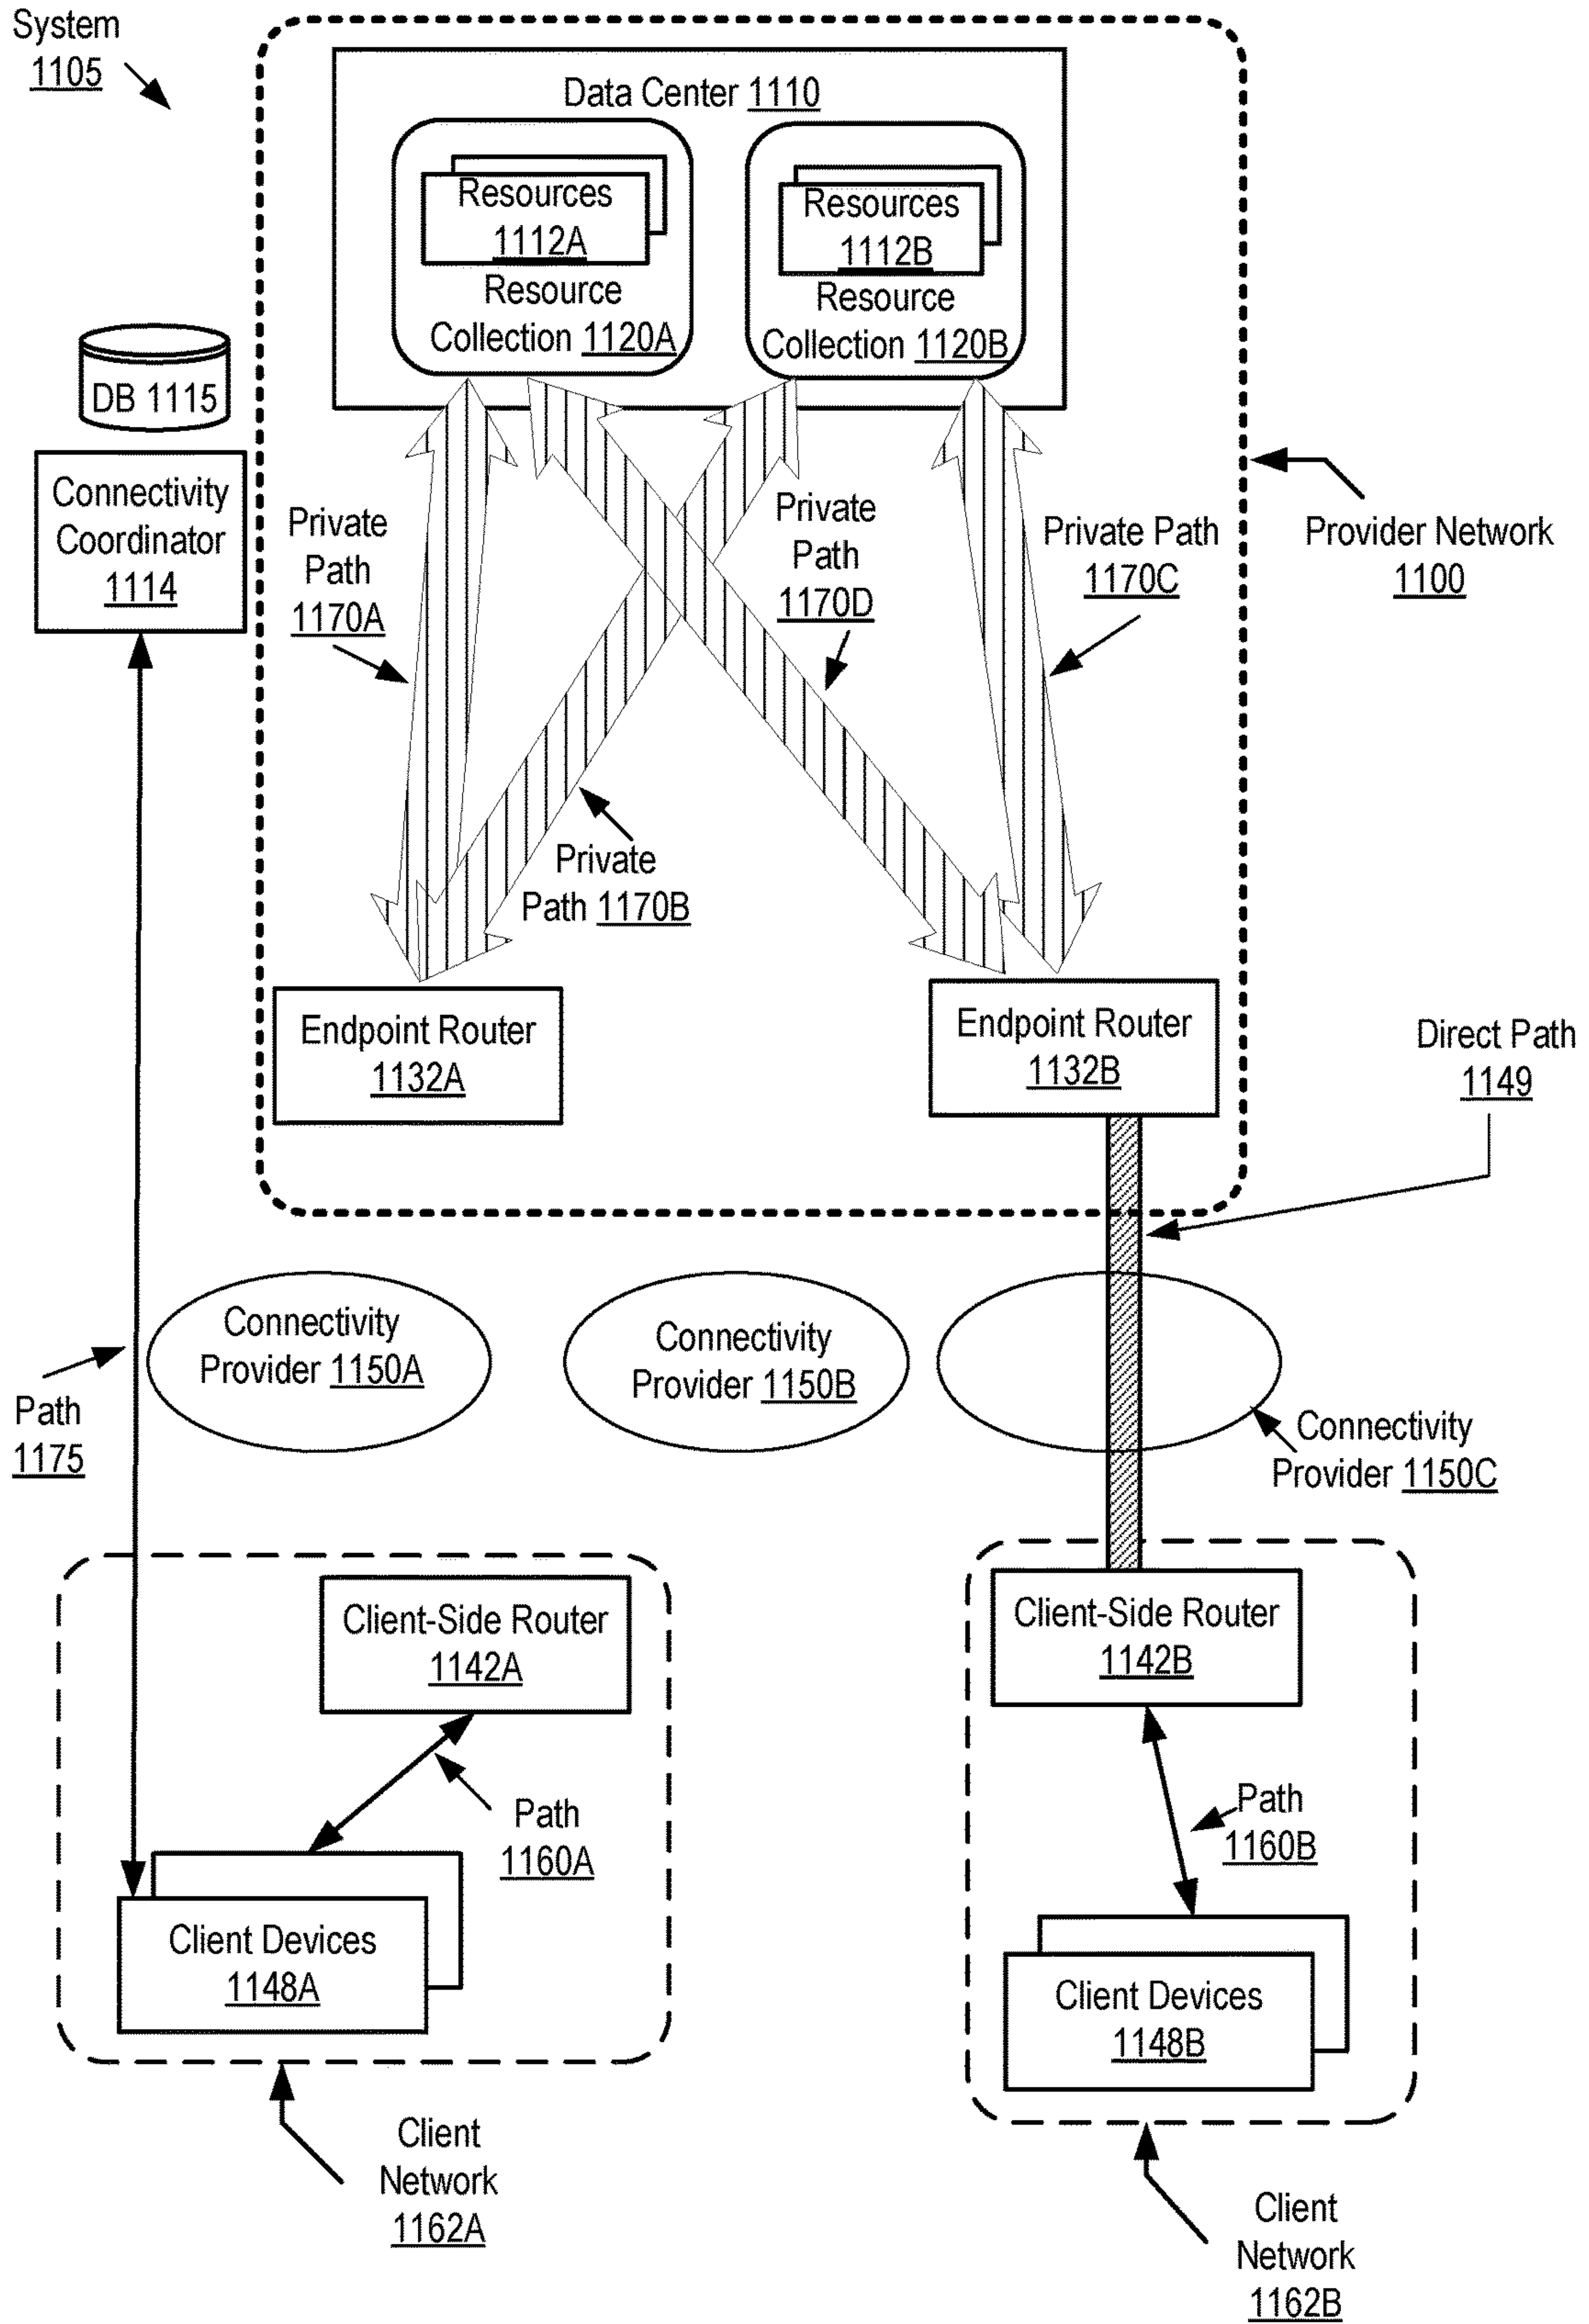 System
1105
Data Center 1110
Resources
1112A
Resource
Collection 1120A
Resources
1112B
Resource
Collection 1120B
DB 1115
Connectivity
Coordinator
1114
Private
Path
1170A
Private
Path
1170D
Private Path
1170C
Provider Network
1100
Private
Path 1170B
Endpoint Router
1132A
Endpoint Router
1132B
Direct Path
1149
Connectivity
Provider 1150A
Connectivity
Provider 1150B
Connectivity
Provider 1150C
Path
1175
Client-Side Router
1142A
Client-Side Router
1142B
Path
1160A
Path
1160B
Client Devices
1148A
Client Devices
1148B
Client
Network
1162A
Client
Network
1162B